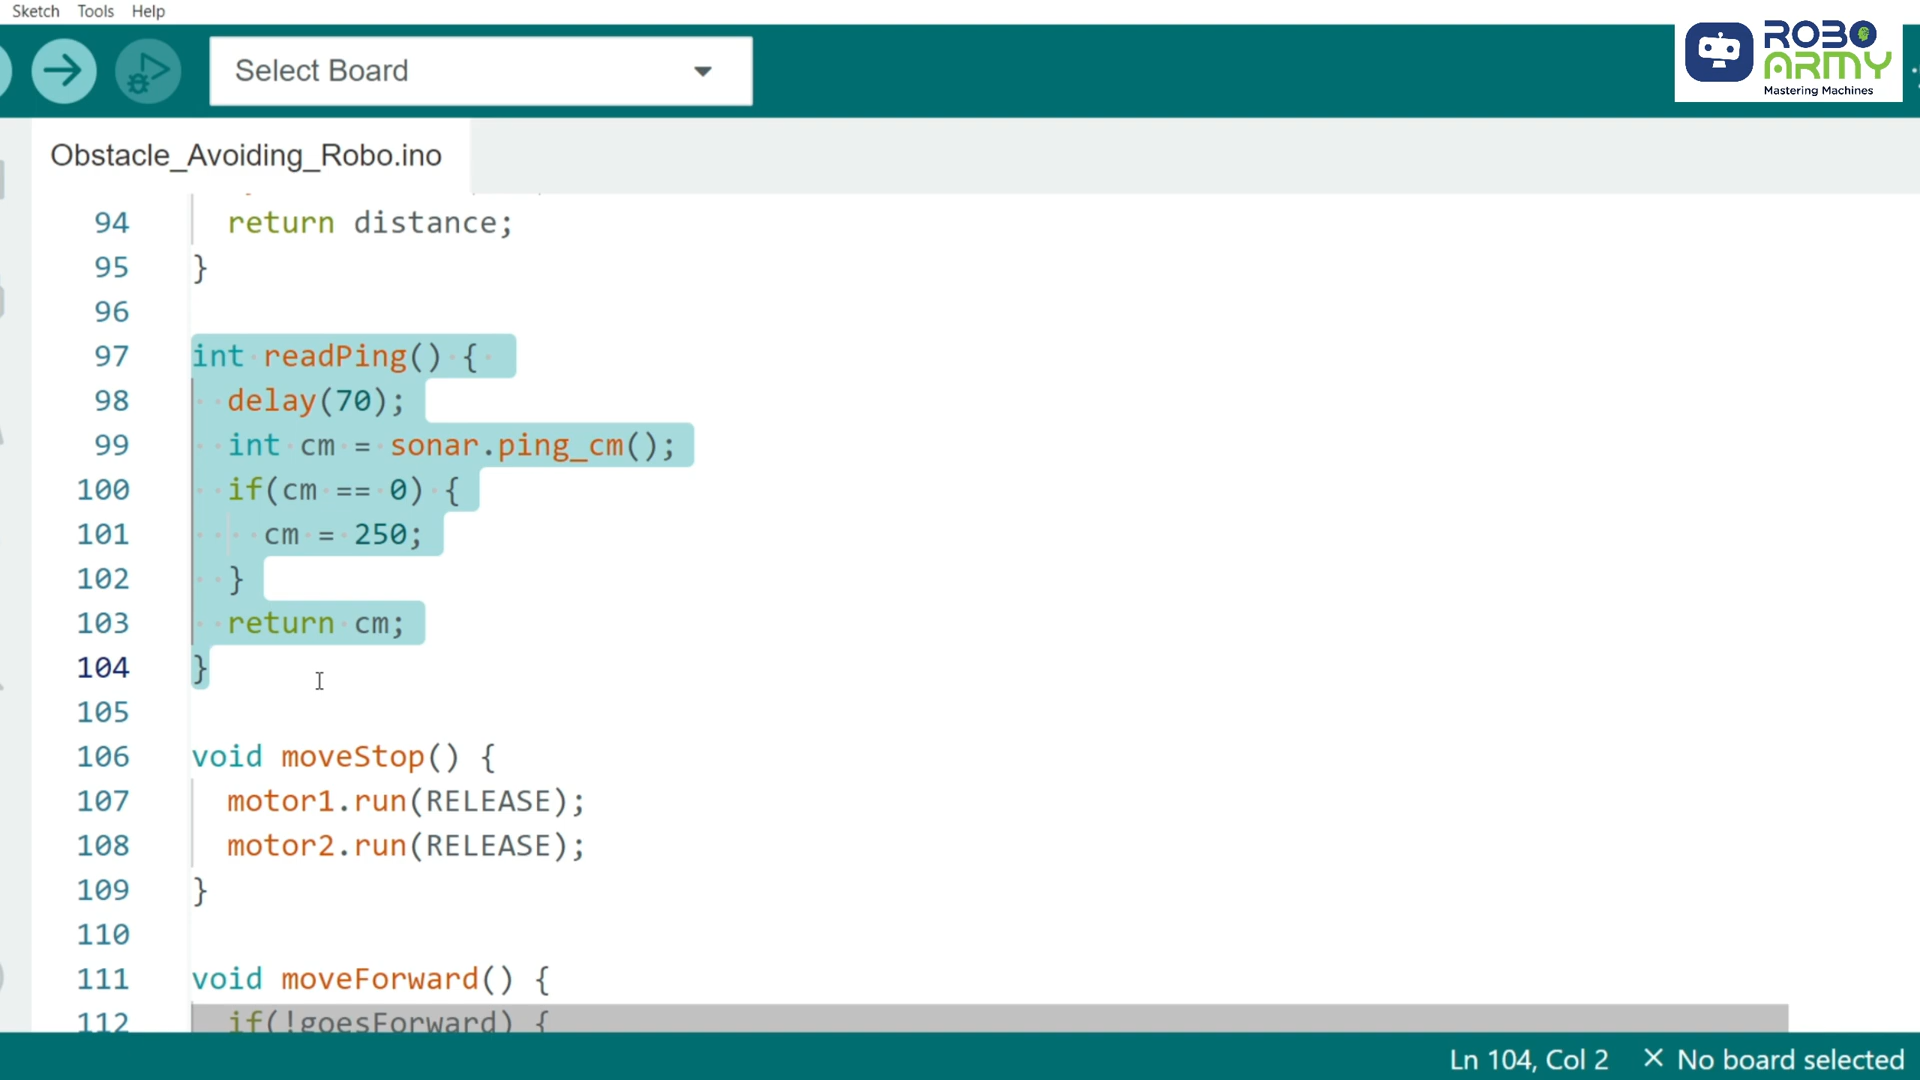 Sketch Tools Help
Select Board
ROBO
ARMY
Mastering Machines
Obstacle_Avoiding_Robo.ino
94 return distance;
95 }
96
97 int readPing() {
98 delay(70);
99 int cm = sonar.ping_cm();
100 if(cm == 0) {
101 cm = 250;
102 }
103 return cm;
104 }
105
106 void moveStop() {
107 motor1.run(RELEASE);
108 motor2.run(RELEASE);
109 }
110
111 void moveForward() {
112 if(!goesForward) {
Ln 104, Col 2 × No board selected